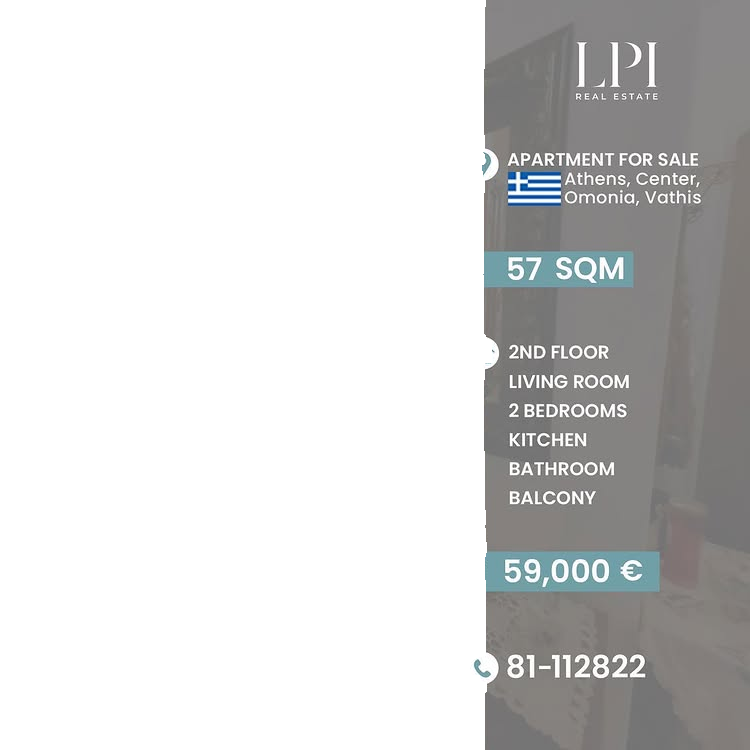 LPI
REAL ESTATE
APARTMENT FOR SALE
Athens, Center,
Omonia, Vathis
57 SQM
2ND FLOOR
LIVING ROOM
2 BEDROOMS
KITCHEN
BATHROOM
BALCONY
59,000 €
81-112822